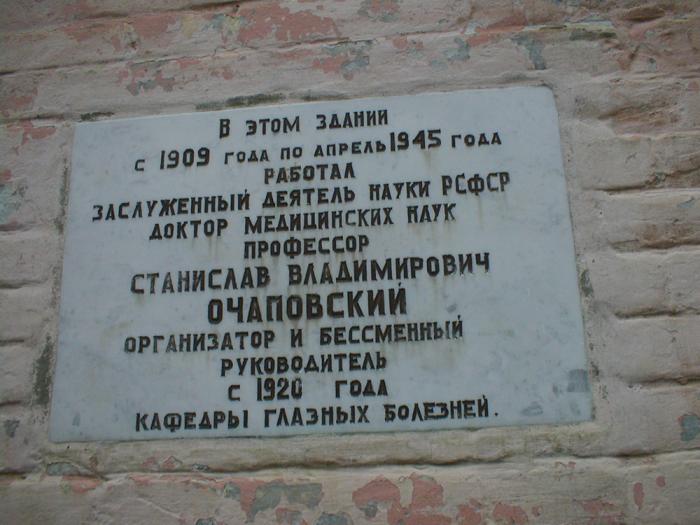 В ЭТОМ ЗДАНИИ
С 1909 ГОДА ПО АПРЕЛЬ 1945 ГОДА
РАБОТАЛ
ЗАСЛУЖЕННЫЙ ДЕЯТЕЛЬ НАУКИ РСФСР
ДОКТОР МЕДИЦИНСКИХ НАУК
ПРОФЕССОР
СТАНИСЛАВ ВЛАДИМИРОВИЧ
ОЧАПОВСКИЙ
ОРГАНИЗАТОР И БЕССМЕННЫЙ
РУКОВОДИТЕЛЬ
С 1920 ГОДА
КАФЕДРЫ ГЛАЗНЫХ БОЛЕЗНЕЙ.